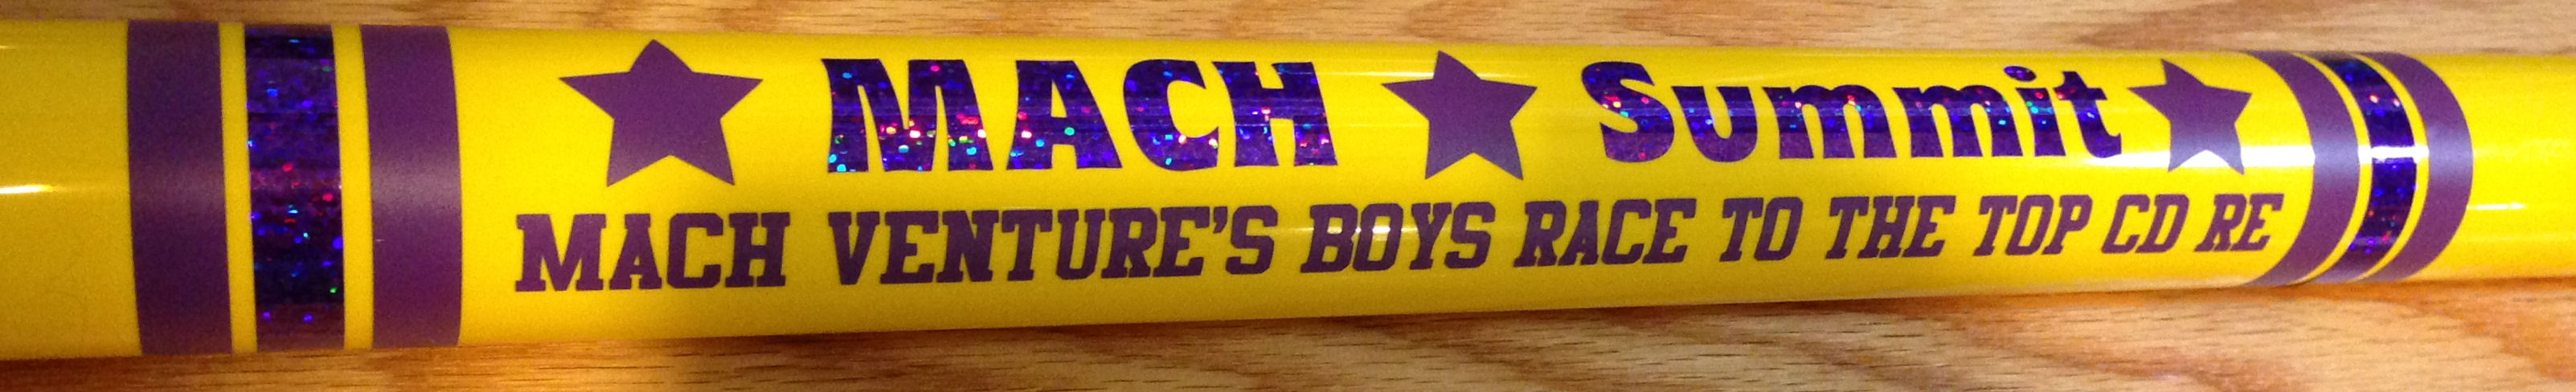 MACH Summit
MACH VENTURE'S BOYS RACE TO THE TOP CD RE